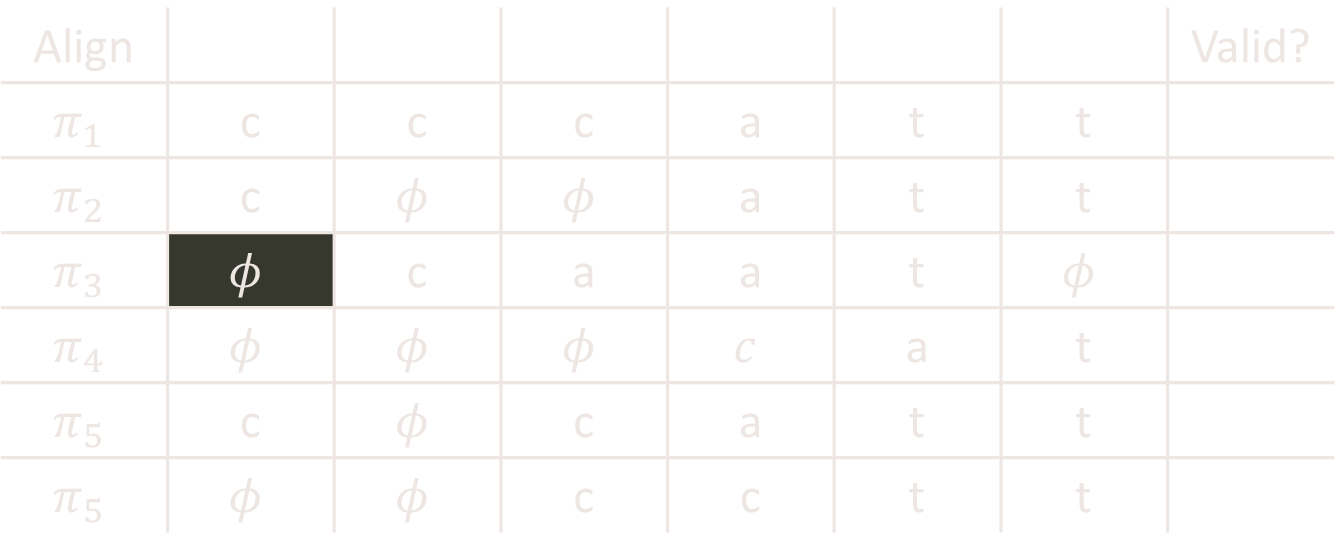 Align Valid?
π₁ c c c a t t
π₂ c ϕ ϕ a t t
π₃ ϕ c a a t ϕ
π₄ ϕ ϕ ϕ c a t
π₅ c ϕ c a t t
π₅ ϕ ϕ c c t t